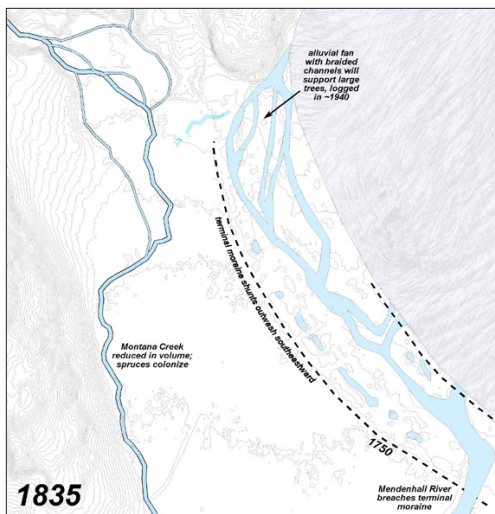 alluvial fan
with braided
channels will
support large
trees, logged
in ~1940
?
terminal moraine shunts outwash southeastward
Montana Creek
reduced in volume;
spruces colonize
1750
1835
Mendenhall River
breaches terminal
moraine